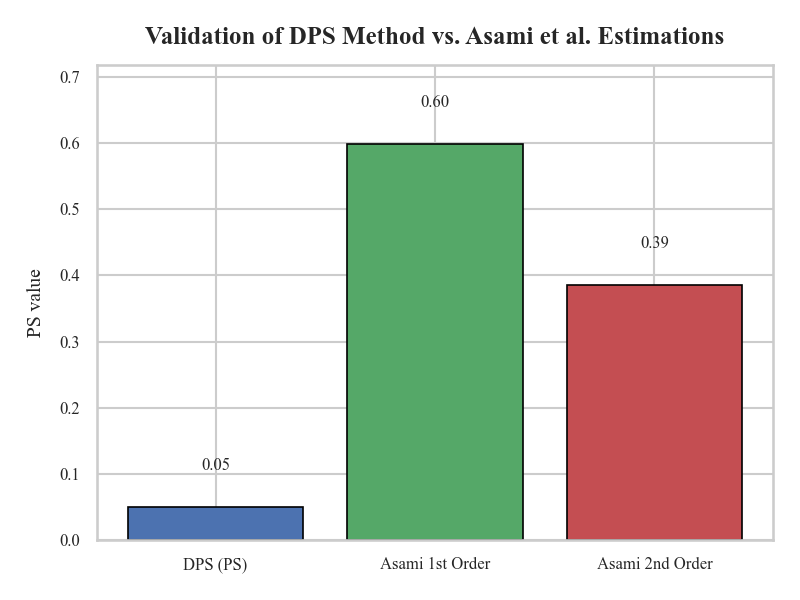 Validation of DPS Method vs. Asami et al. Estimations
0.7
0.6
0.5
0.4
0.3
0.2
0.1
0.0
PS value
0.05
0.60
0.39
DPS (PS)
Asami 1st Order
Asami 2nd Order